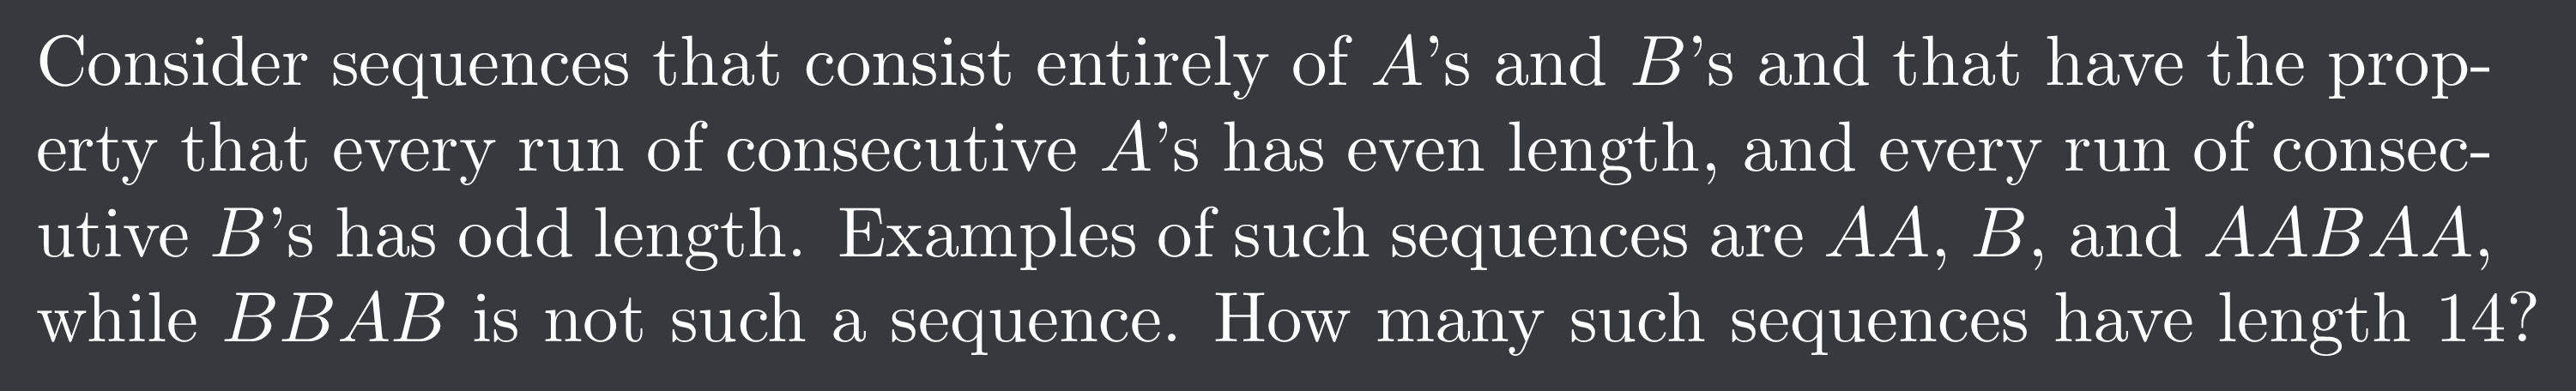 Consider sequences that consist entirely of A's and B's and that have the prop-
erty that every run of consecutive A's has even length, and every run of consec-
utive B's has odd length. Examples of such sequences are AA, B, and AABAA,
while BBAB is not such a sequence. How many such sequences have length 14?